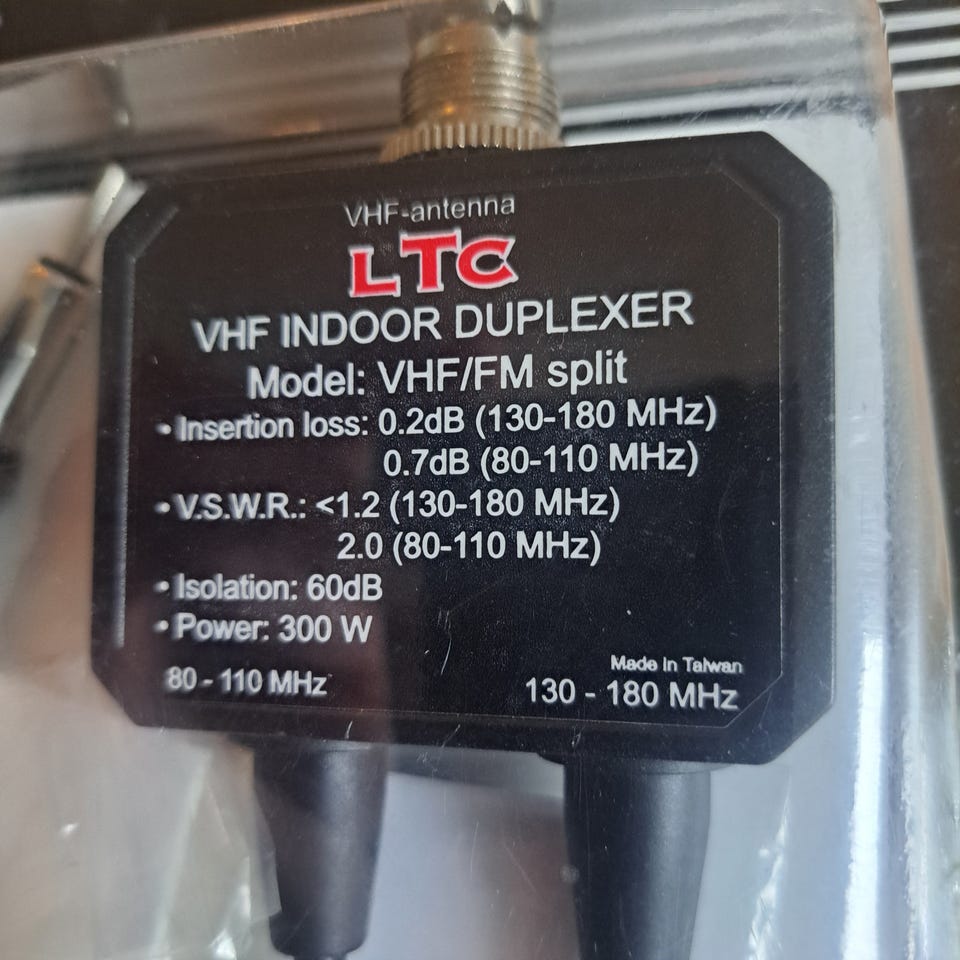 VHF-antenna
LTC
VHF INDOOR DUPLEXER
Model: VHF/FM split
• Insertion loss: 0.2dB (130-180 MHz)
0.7dB (80-110 MHz)
• V.S.W.R.: <1.2 (130-180 MHz)
2.0 (80-110 MHz)
• Isolation: 60dB
• Power: 300 W
Made in Taiwan
80 - 110 MHz 130 - 180 MHz